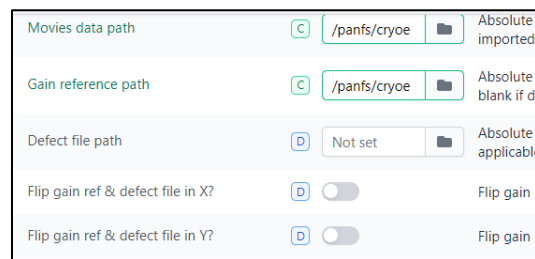 Movies data path C /panfs/cryoe Absolute
imported
Gain reference path C /panfs/cryoe Absolute
blank if d
Defect file path D Not set Absolute
applicable
Flip gain ref & defect file in X? D Flip gain
Flip gain ref & defect file in Y? D Flip gain